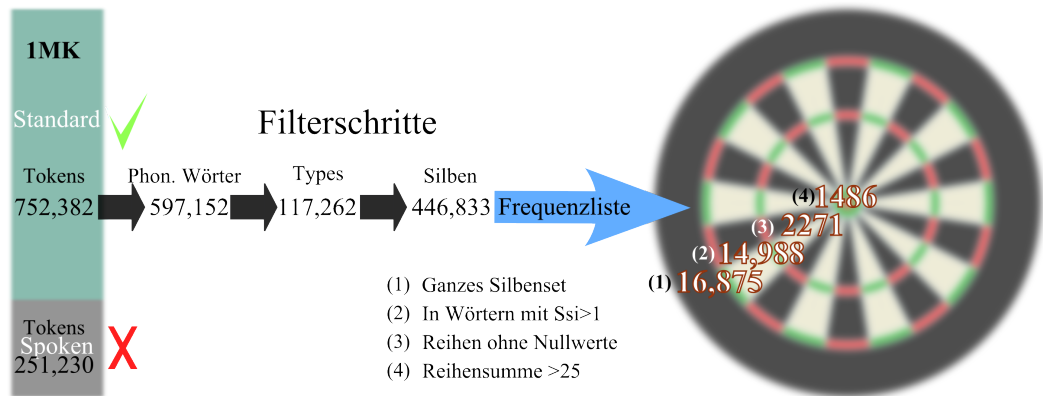 1MK
Standard
Filterschritte
Tokens
752,382
Phon. Wörter
597,152
Types
117,262
Silben
446,833
Frequenzliste
(4) 1486
(3) 2271
(2) 14,988
(1) 16,875
(1) Ganzes Silbenset
(2) In Wörtern mit Ssi>1
(3) Reihen ohne Nullwerte
(4) Reihensumme >25
Tokens
Spoken
251,230
X